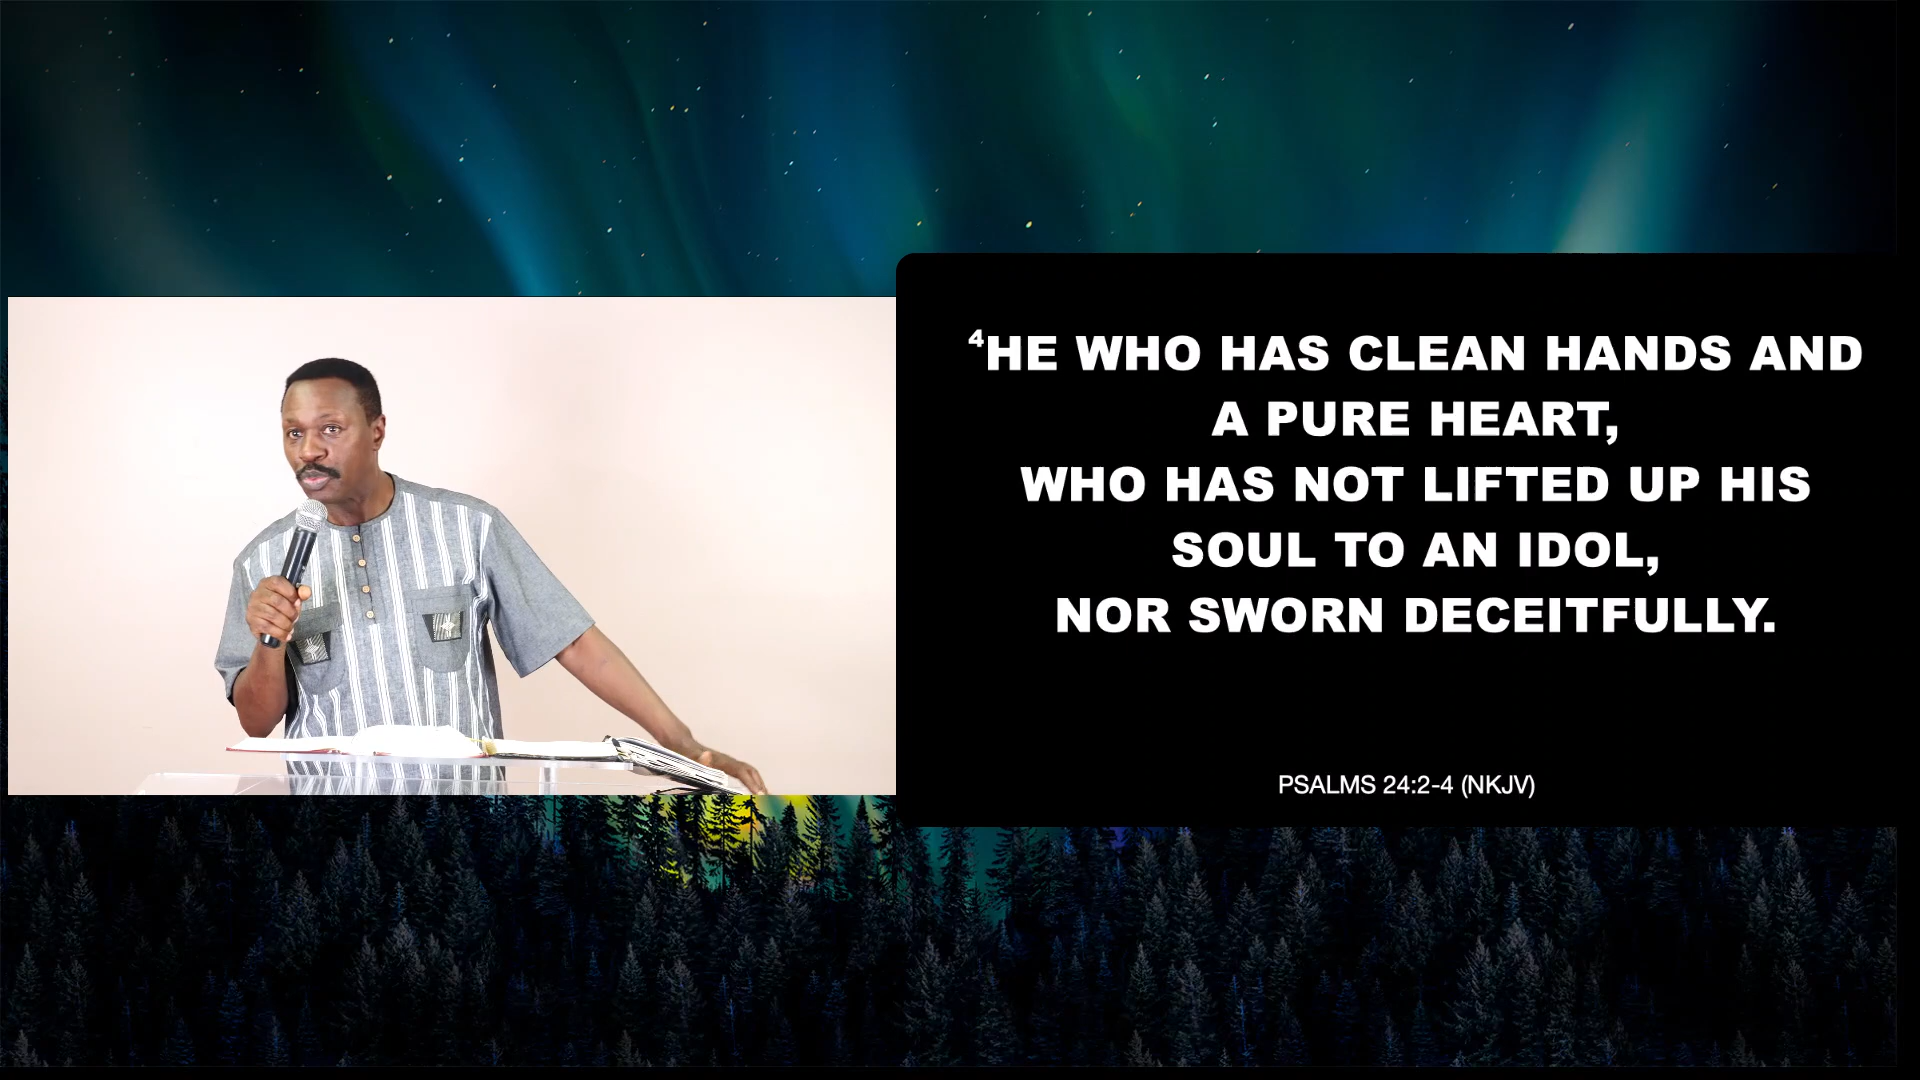 ⁴HE WHO HAS CLEAN HANDS AND
A PURE HEART,
WHO HAS NOT LIFTED UP HIS
SOUL TO AN IDOL,
NOR SWORN DECEITFULLY.
PSALMS 24:2-4 (NKJV)